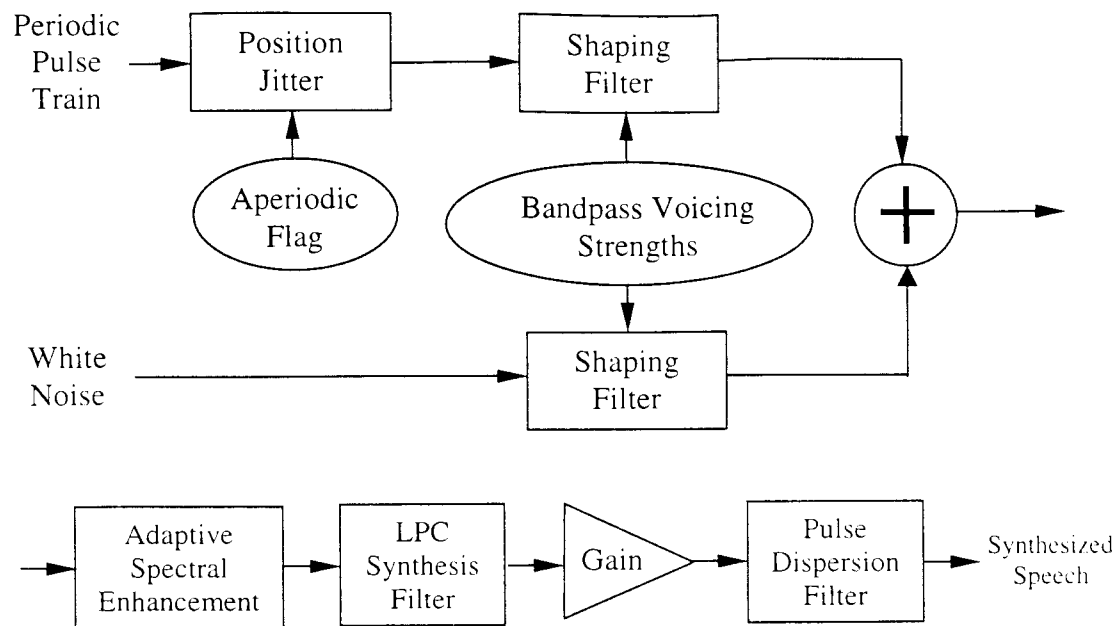 Periodic
Pulse
Train
Position
Jitter
Shaping
Filter
Aperiodic
Flag
Bandpass Voicing
Strengths
White
Noise
Shaping
Filter
Adaptive
Spectral
Enhancement
LPC
Synthesis
Filter
Gain
Pulse
Dispersion
Filter
Synthesized
Speech